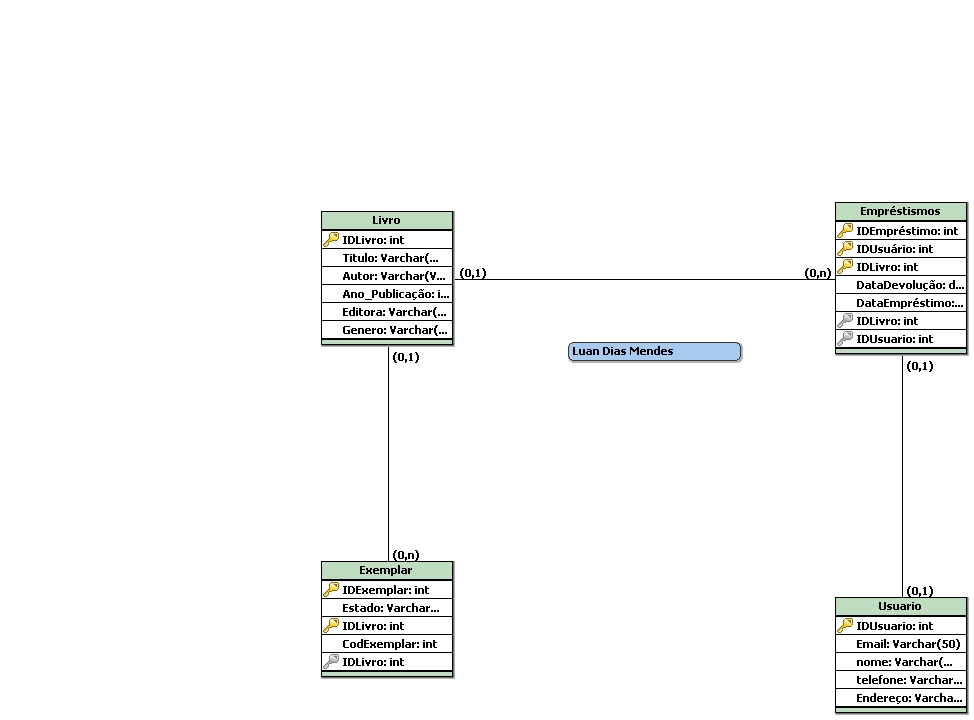 Livro
IDLivro: int
Titulo: Varchar(...
Autor: Varchar(V...
Ano_Publicação: i...
Editora: Varchar(...
Genero: Varchar(...
(0,1)
(0,n)
(0,1)
Empréstismos
IDEmpréstimo: int
IDUsuário: int
IDLivro: int
DataDevolução: d...
DataEmpréstimo:...
IDLivro: int
IDUsuario: int
(0,1)
Luan Dias Mendes
(0,n)
Exemplar
IDExemplar: int
Estado: Varchar...
IDLivro: int
CodExemplar: int
IDLivro: int
(0,1)
Usuario
IDUsuario: int
Email: Varchar(50)
nome: Varchar(...
telefone: Varchar...
Endereço: Varcha...